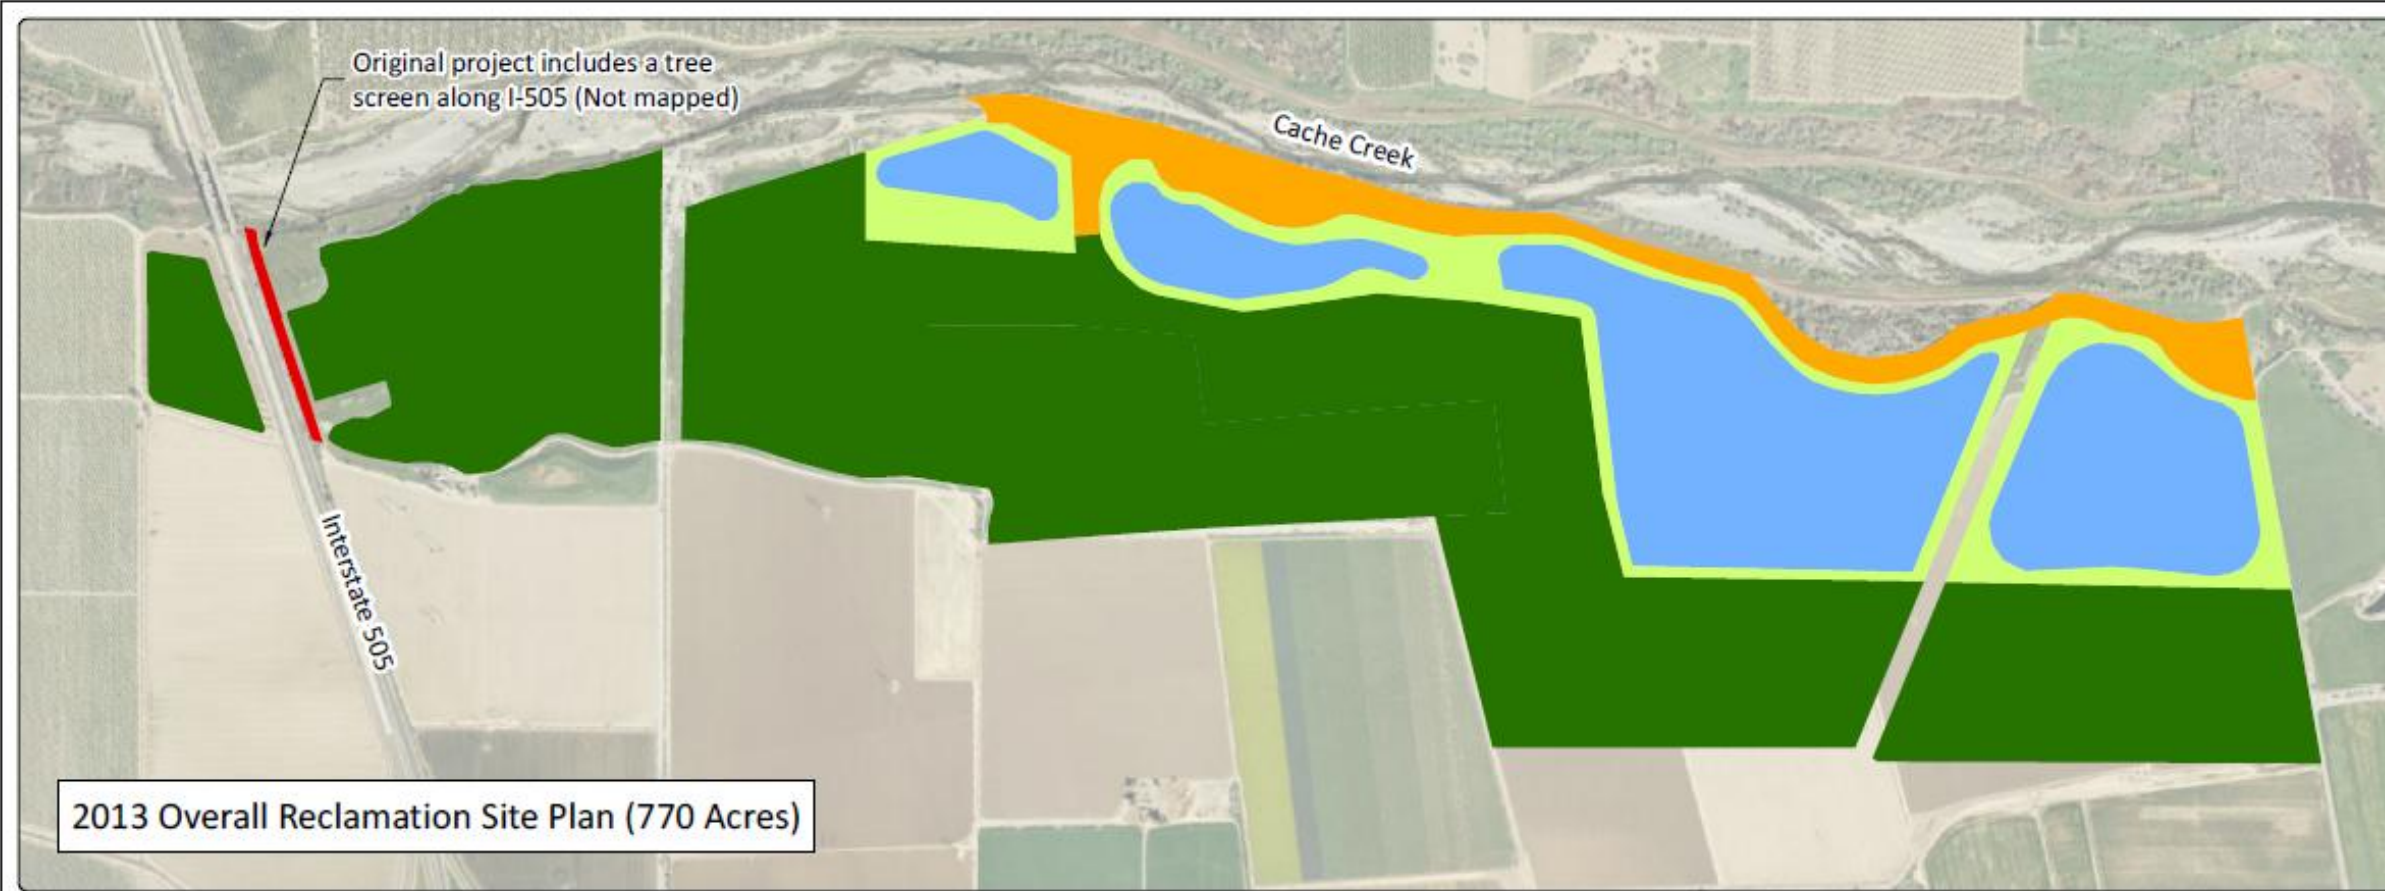 Original project includes a tree
screen along I-505 (Not mapped)
Cache Creek
Interstate 505
2013 Overall Reclamation Site Plan (770 Acres)